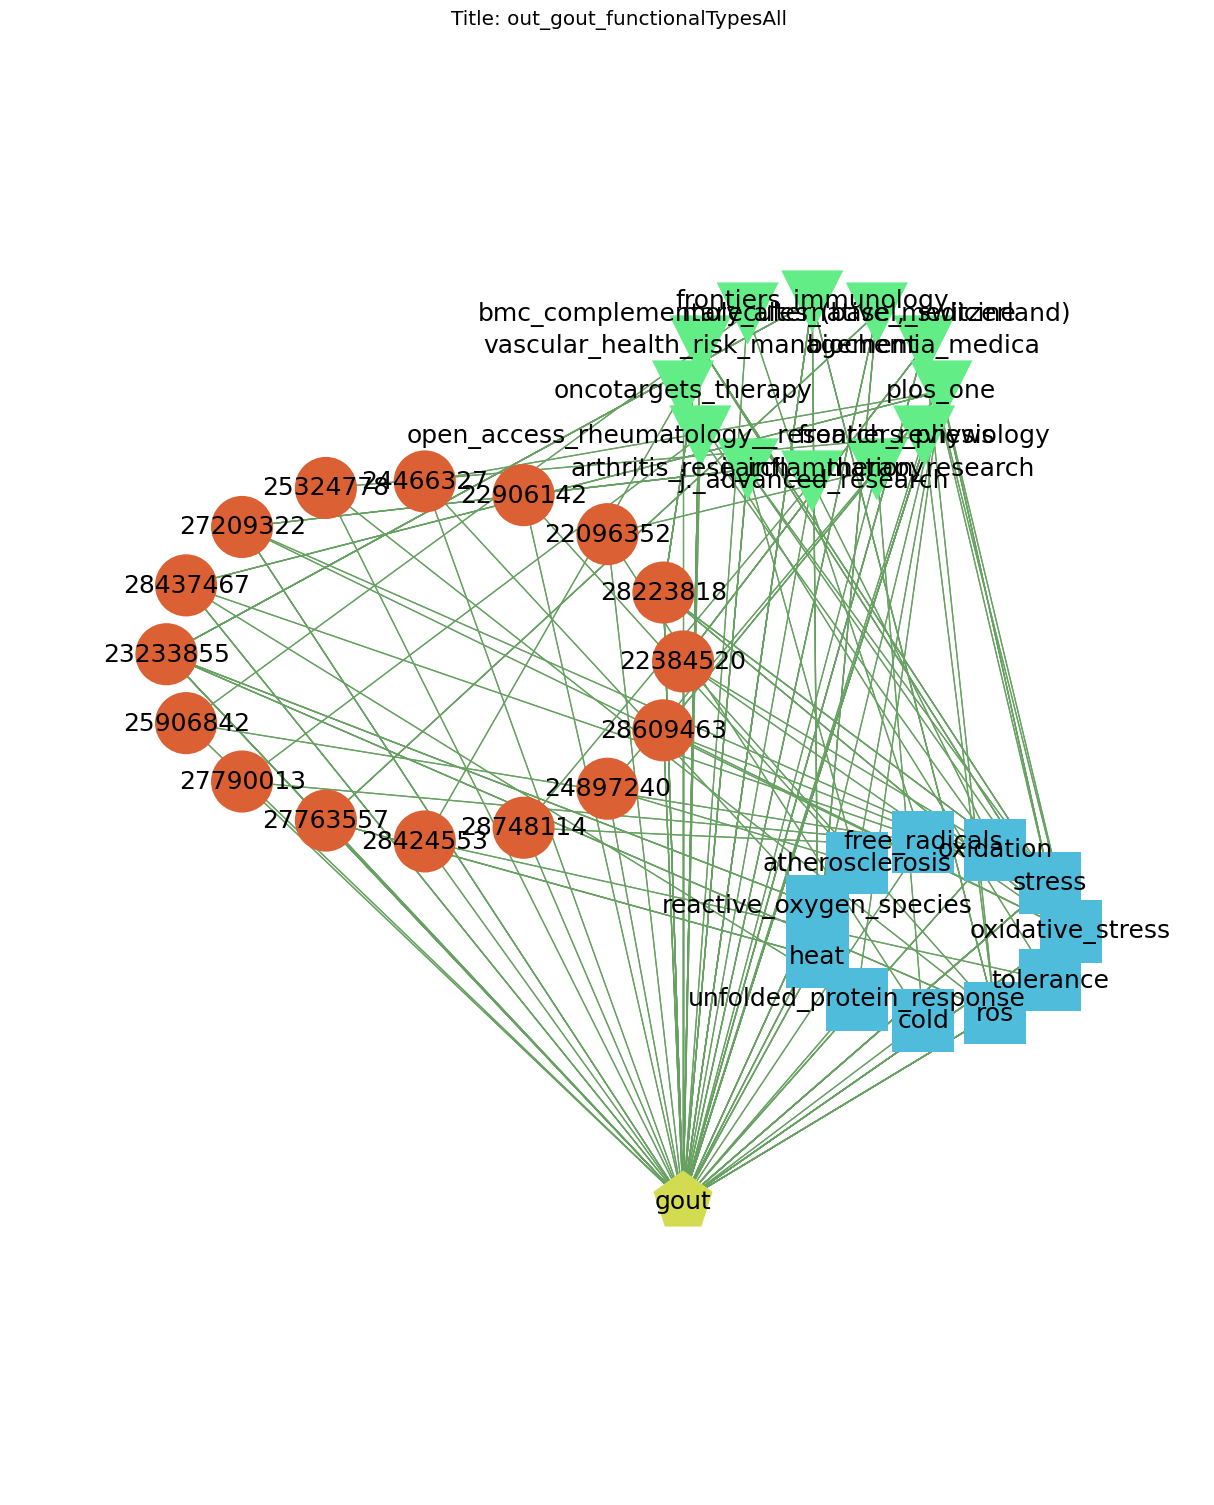 Title: out_gout_functionalTypesAll
frontiers_immunology
bmc_complementary_alternative_medicine
molecules_(basel,_switzerland)
vascular_health_risk_management
biochemia_medica
oncotargets_therapy
plos_one
open_access_rheumatology__research_reviews
frontiers_physiology
arthritis_research__therapy
j._inflammation_research
j._advanced_research
24466327
25324778
22906142
27209322
22096352
28437467
28223818
23233855
22384520
25906842
28609463
27790013
24897240
27763557
28748114
28424553
free_radicals
oxidation
atherosclerosis
stress
reactive_oxygen_species
oxidative_stress
heat
tolerance
unfolded_protein_response
ros
cold
gout